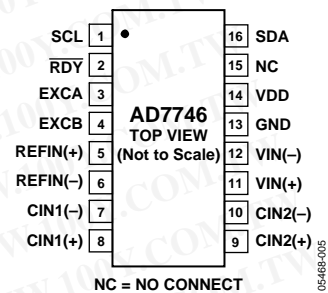 SCL 1
RDY 2
EXCA 3
EXCB 4
REFIN(+) 5
REFIN(–) 6
CIN1(–) 7
CIN1(+) 8
AD7746
TOP VIEW
(Not to Scale)
16 SDA
15 NC
14 VDD
13 GND
12 VIN(–)
11 VIN(+)
10 CIN2(–)
9 CIN2(+)
NC = NO CONNECT
05468-005